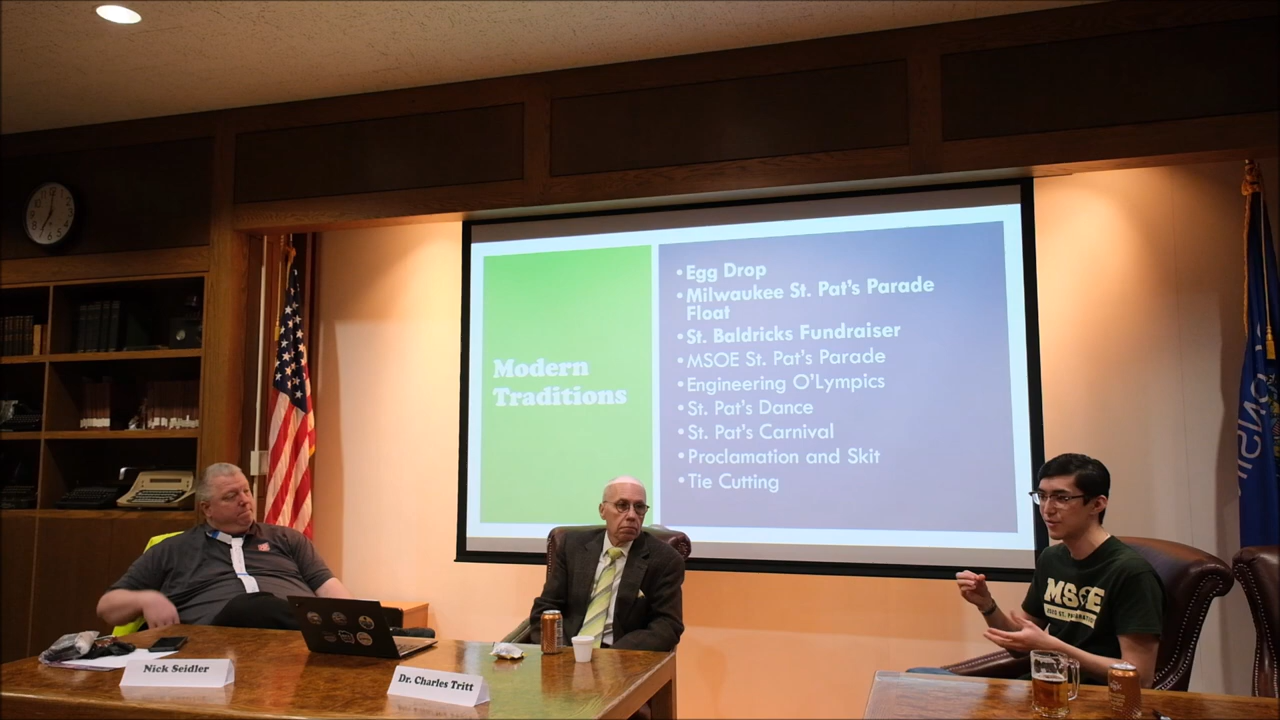 Modern
Traditions
• Egg Drop
• Milwaukee St. Pat's Parade
Float
• St. Baldricks Fundraiser
• MSOE St. Pat's Parade
• Engineering O'Lympics
• St. Pat's Dance
• St. Pat's Carnival
• Proclamation and Skit
• Tie Cutting
Nick Seidler
Dr. Charles Tritt
MSOE